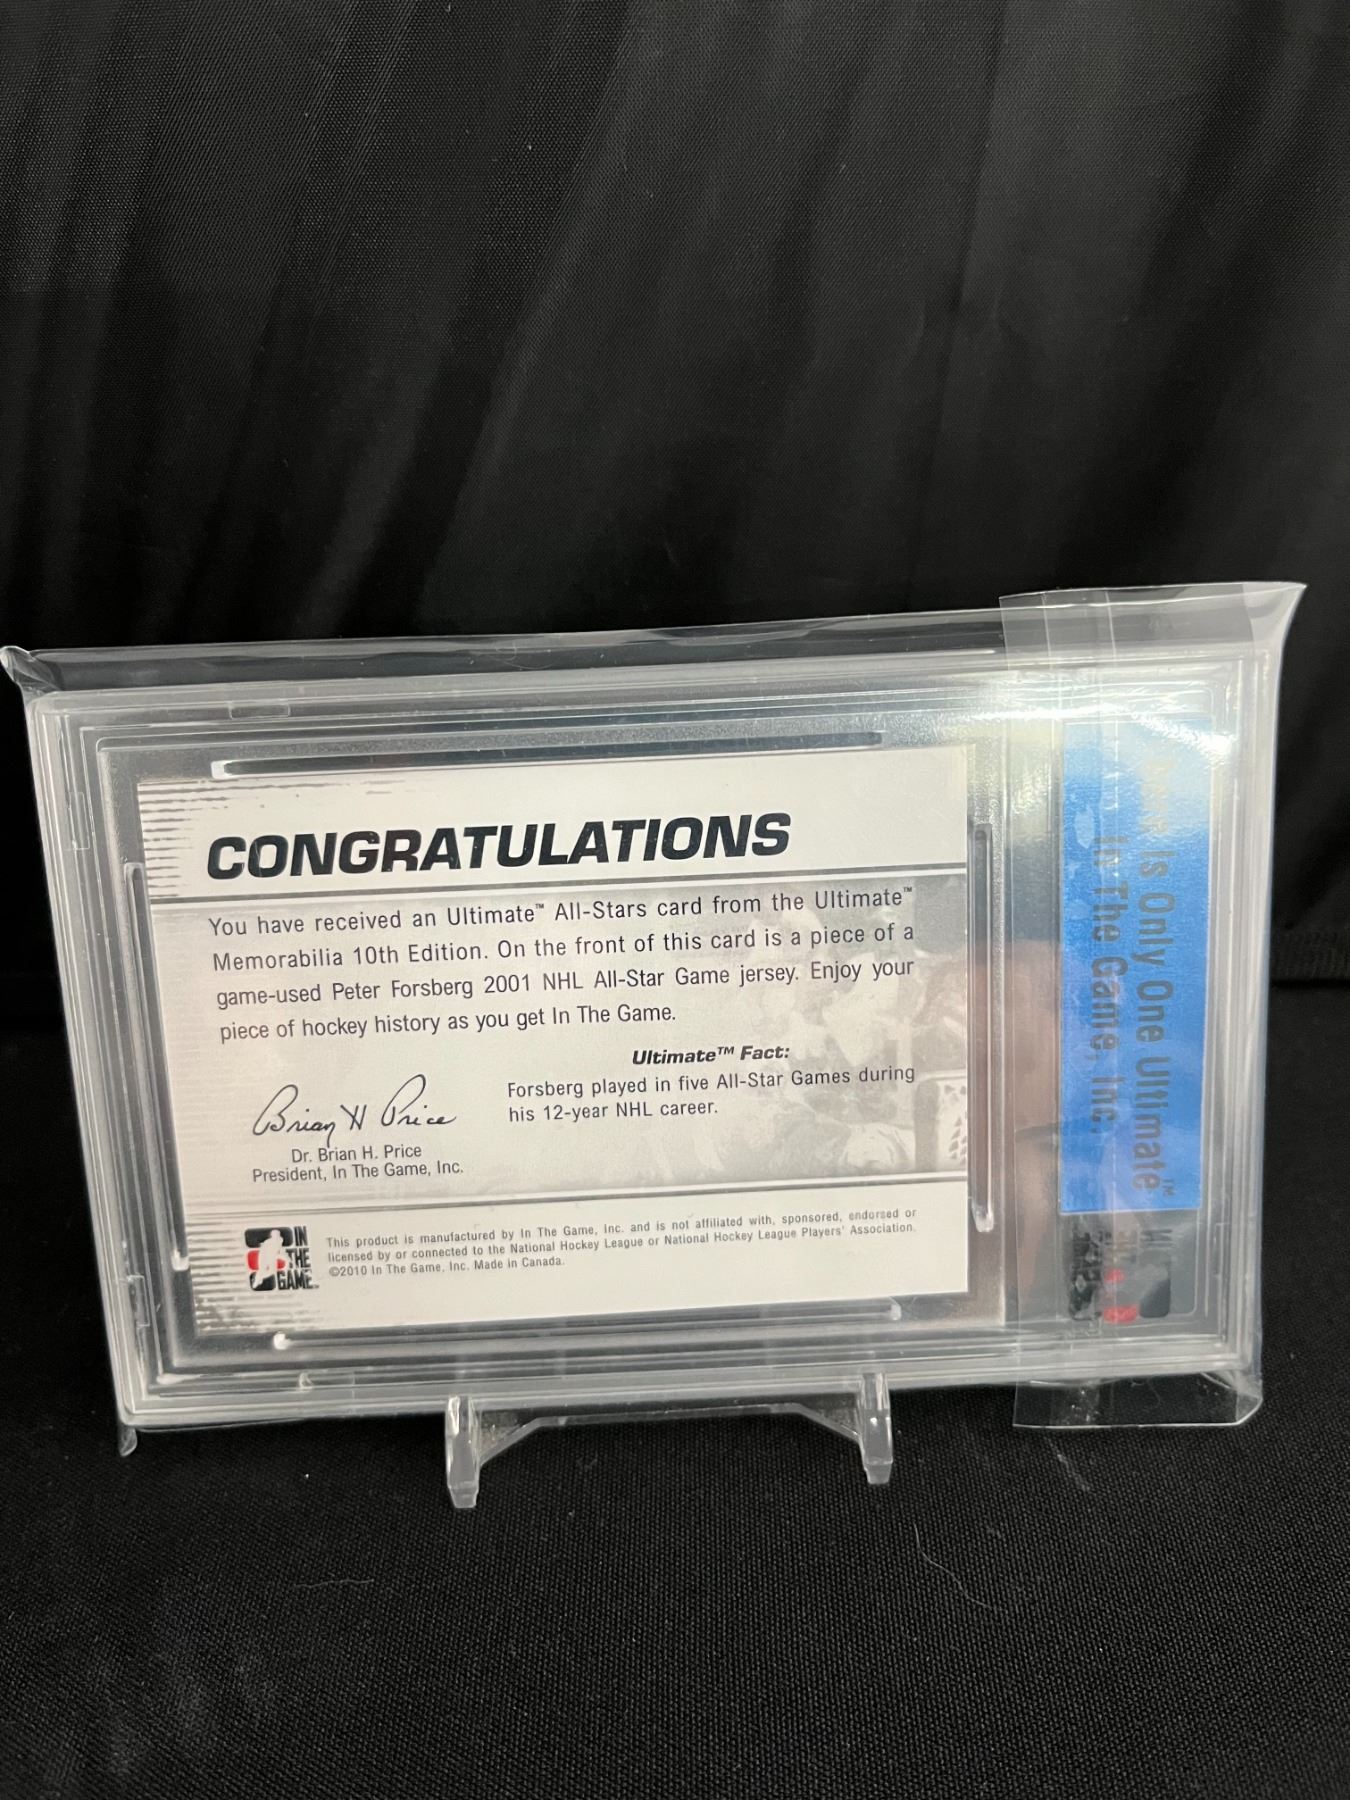 CONGRATULATIONS
You have received an Ultimate™ All-Stars card from the Ultimate™
Memorabilia 10th Edition. On the front of this card is a piece of a
game-used Peter Forsberg 2001 NHL All-Star Game jersey. Enjoy your
piece of hockey history as you get In The Game.
Ultimate™ Fact:
Forsberg played in five All-Star Games during
his 12-year NHL career.
Brian H Price
Dr. Brian H. Price
President, In The Game, Inc.
IN
THE
GAME
This product is manufactured by In The Game, Inc. and is not affiliated with, sponsored, endorsed or
licensed by or connected to the National Hockey League or National Hockey League Players' Association.
©2010 In The Game, Inc. Made in Canada.
Is Only One Ultimate™
In The Game, Inc.